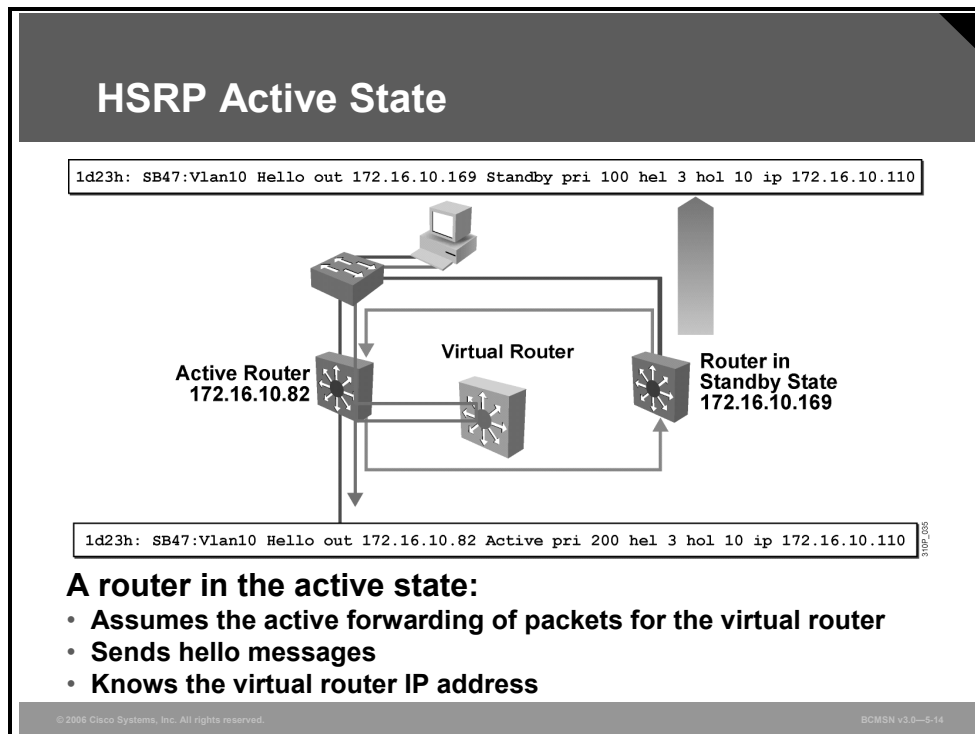 HSRP Active State
1d23h: SB47:Vlan10 Hello out 172.16.10.169 Standby pri 100 hel 3 hol 10 ip 172.16.10.110
Virtual Router
Active Router
172.16.10.82
Router in
Standby State
172.16.10.169
1d23h: SB47:Vlan10 Hello out 172.16.10.82 Active pri 200 hel 3 hol 10 ip 172.16.10.110
310P_035
A router in the active state:
• Assumes the active forwarding of packets for the virtual router
• Sends hello messages
• Knows the virtual router IP address
© 2006 Cisco Systems, Inc. All rights reserved.
BCMSN v3.0—5-14